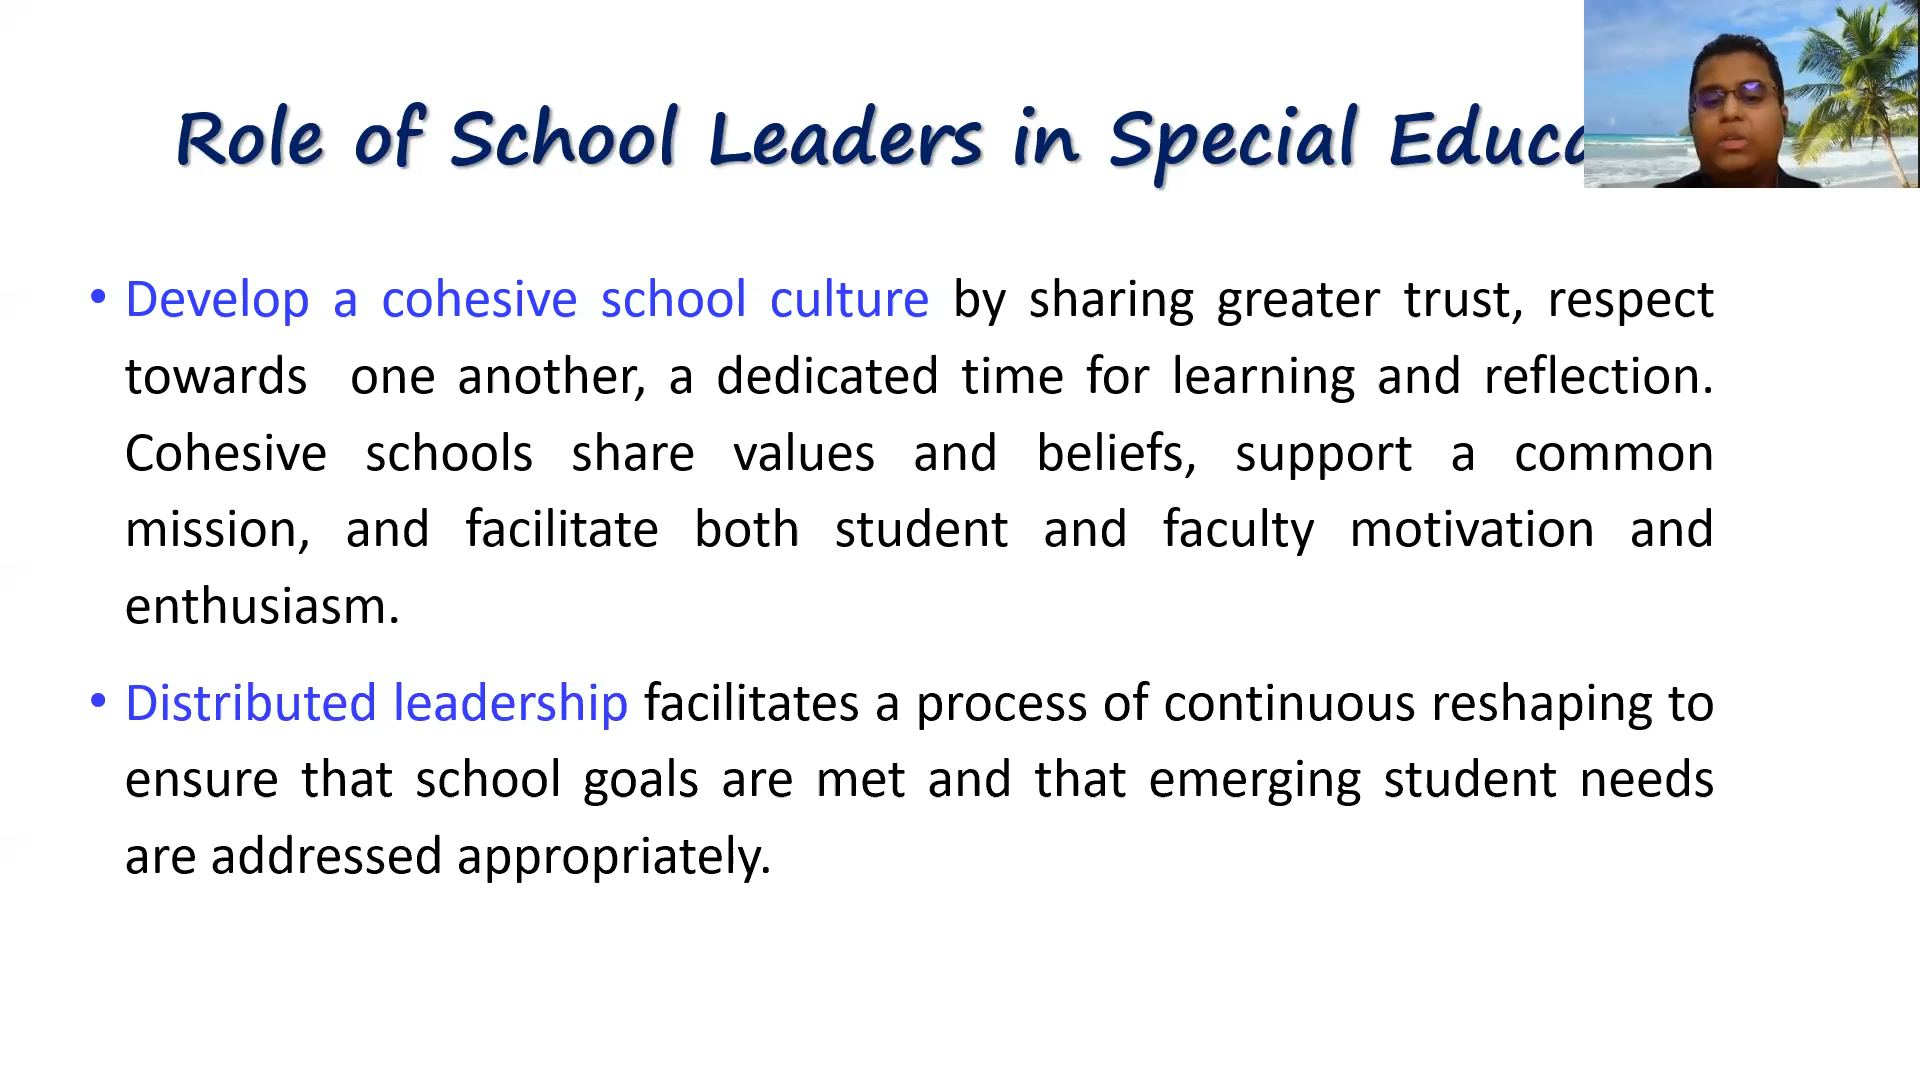 Role of School Leaders in Special Educa
• Develop a cohesive school culture by sharing greater trust, respect
towards one another, a dedicated time for learning and reflection.
Cohesive schools share values and beliefs, support a common
mission, and facilitate both student and faculty motivation and
enthusiasm.
• Distributed leadership facilitates a process of continuous reshaping to
ensure that school goals are met and that emerging student needs
are addressed appropriately.